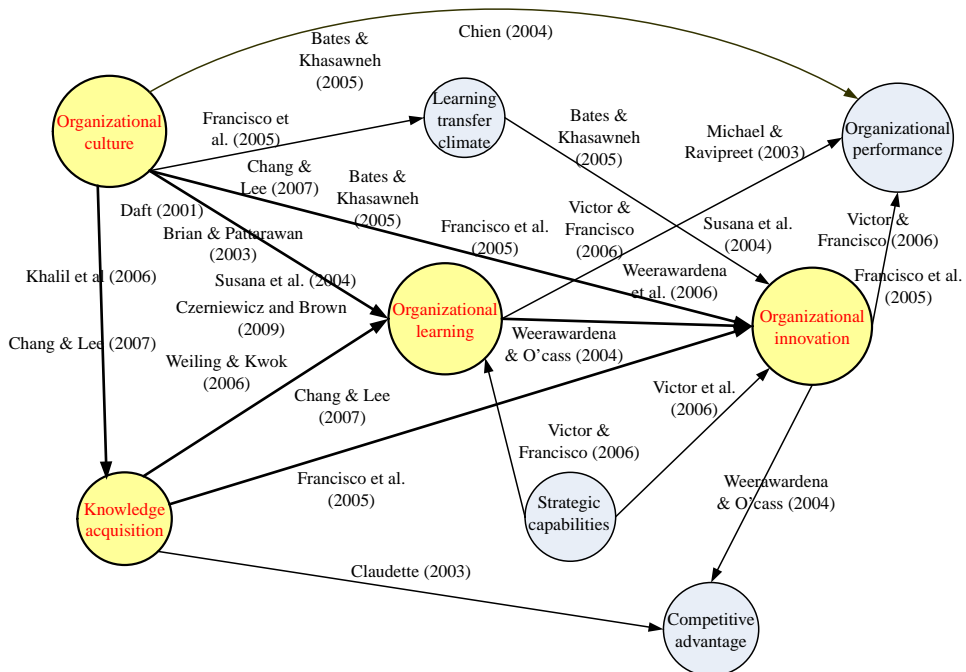 Chien (2004)
Bates &
Khasawneh
(2005)
Organizational
culture
Learning
transfer
climate
Organizational
performance
Francisco et
al. (2005)
Bates &
Khasawneh
(2005)
Michael &
Ravipreet (2003)
Chang &
Lee (2007)
Bates &
Khasawneh
(2005)
Daft (2001)
Brian & Pattarawan
(2003)
Francisco et al.
(2005)
Victor &
Francisco
(2006)
Susana et al.
(2004)
Victor &
Francisco (2006)
Khalil et al (2006)
Susana et al. (2004)
Czerniewicz and Brown
(2009)
Organizational
learning
Weerawardena
et al. (2006)
Organizational
innovation
Francisco et al.
(2005)
Chang & Lee (2007)
Weiling & Kwok
(2006)
Weerawardena
& O'cass (2004)
Chang & Lee
(2007)
Victor et al.
(2006)
Victor &
Francisco (2006)
Francisco et al.
(2005)
Weerawardena
& O'cass (2004)
Knowledge
acquisition
Strategic
capabilities
Claudette (2003)
Competitive
advantage